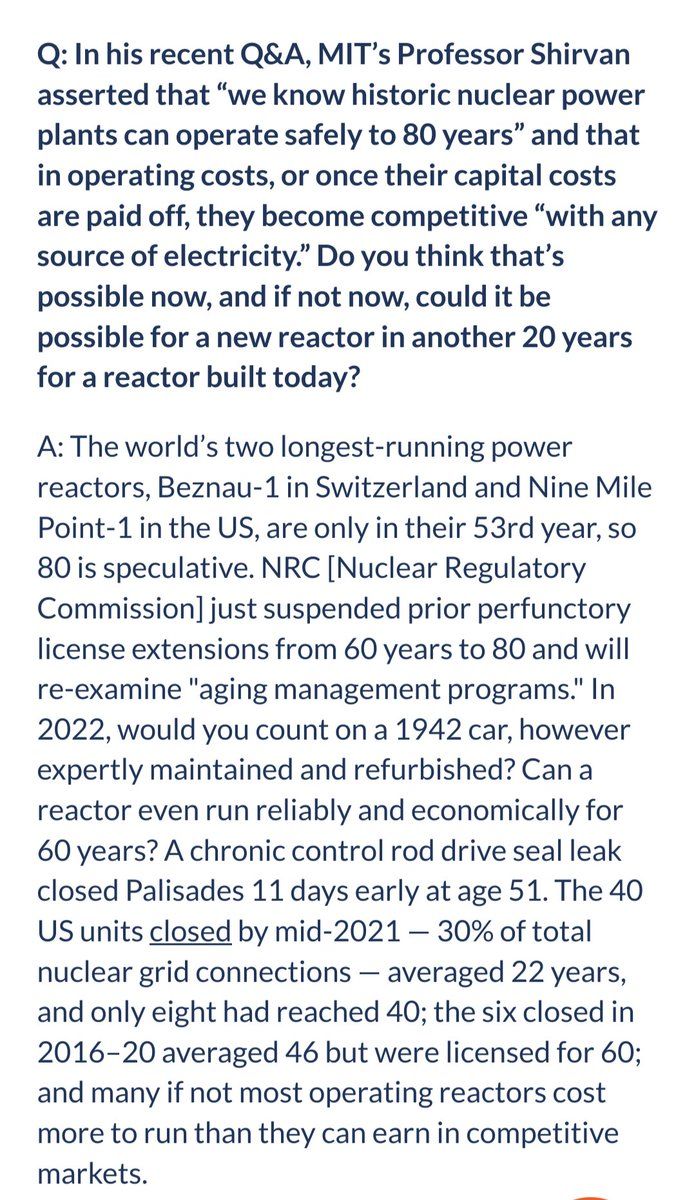 Q: In his recent Q&A, MIT’s Professor Shirvan
asserted that “we know historic nuclear power
plants can operate safely to 80 years” and that
in operating costs, or once their capital costs
are paid off, they become competitive “with any
source of electricity.” Do you think that’s
possible now, and if not now, could it be
possible for a new reactor in another 20 years
for a reactor built today?
A: The world’s two longest-running power
reactors, Beznau-1 in Switzerland and Nine Mile
Point-1 in the US, are only in their 53rd year, so
80 is speculative. NRC [Nuclear Regulatory
Commission] just suspended prior perfunctory
license extensions from 60 years to 80 and will
re-examine "aging management programs." In
2022, would you count on a 1942 car, however
expertly maintained and refurbished? Can a
reactor even run reliably and economically for
60 years? A chronic control rod drive seal leak
closed Palisades 11 days early at age 51. The 40
US units closed by mid-2021 — 30% of total
nuclear grid connections — averaged 22 years,
and only eight had reached 40; the six closed in
2016–20 averaged 46 but were licensed for 60;
and many if not most operating reactors cost
more to run than they can earn in competitive
markets.